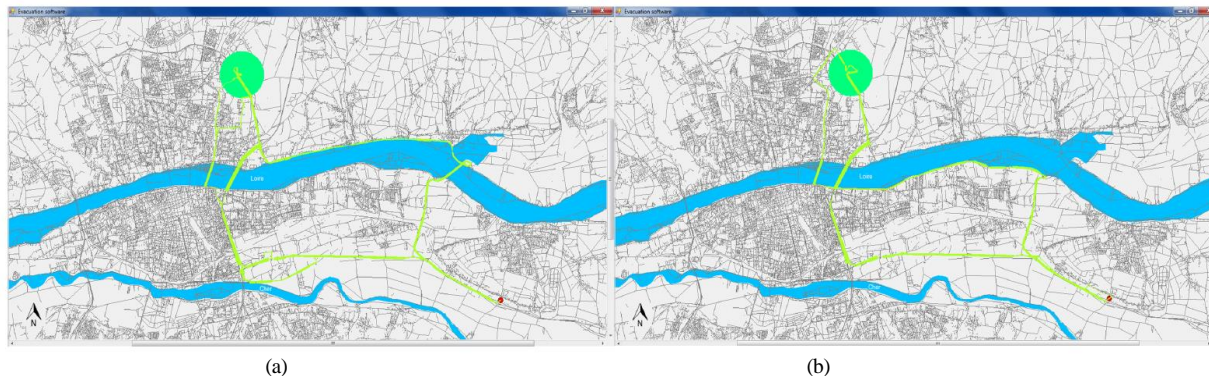 Evacuation software
Evacuation software
Loire
Loire
Cher
Cher
N
N
(a)
(b)